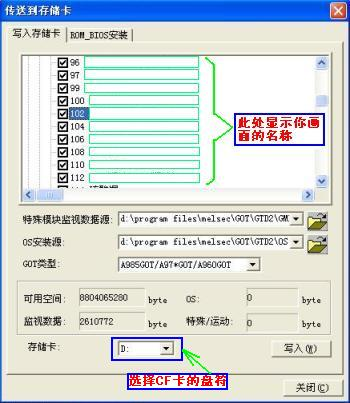 传送到存储卡
写入存储卡 ROM_BIOS安装
96
97
99
100
102
104
106
108
110
112
此处显示你画
面的名称
特殊模块监视数据源: d:\program files\melsec\GOT\GTD2\GM
OS安装源: d:\program files\melsec\GOT\GTD2\OS
GOT类型: A985GOT/A97*GOT/A960GOT
可用空间: 8804065280 byte OS: 0 byte
监视数据: 2610772 byte 特殊/运动: 0 byte
存储卡: D: 写入(W)
选择CF卡的盘符
关闭(C)